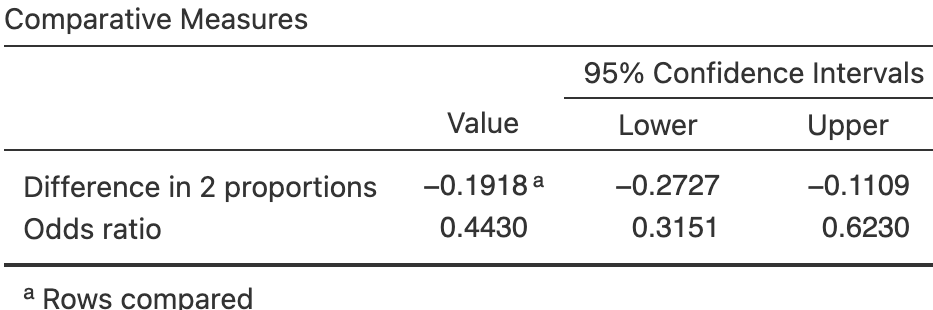 Comparative Measures
95% Confidence Intervals
Value Lower Upper
Difference in 2 proportions −0.1918 ᵃ −0.2727 −0.1109
Odds ratio 0.4430 0.3151 0.6230
ᵃ Rows compared